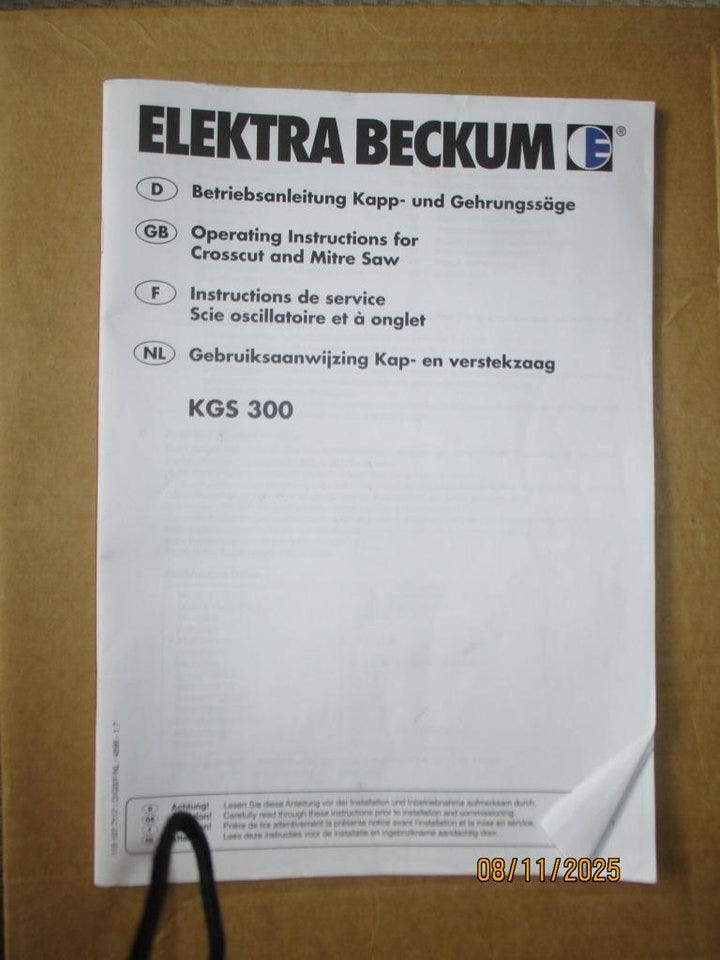 ELEKTRA BECKUM E ®
D Betriebsanleitung Kapp- und Gehrungssäge
GB Operating Instructions for
Crosscut and Mitre Saw
F Instructions de service
Scie oscillatoire et à onglet
NL Gebruiksaanwijzing Kap- en verstekzaag
KGS 300
D Achtung! Lesen Sie diese Anleitung vor der Installation und Inbetriebnahme aufmerksam durch.
GB Carefully read through these instructions prior to installation and commissioning.
F Prière de lire attentivement la présente notice avant l'installation et la mise en service.
NL Lees deze instructies voor de installatie en ingebruikname aandachtig door.
08/11/2025